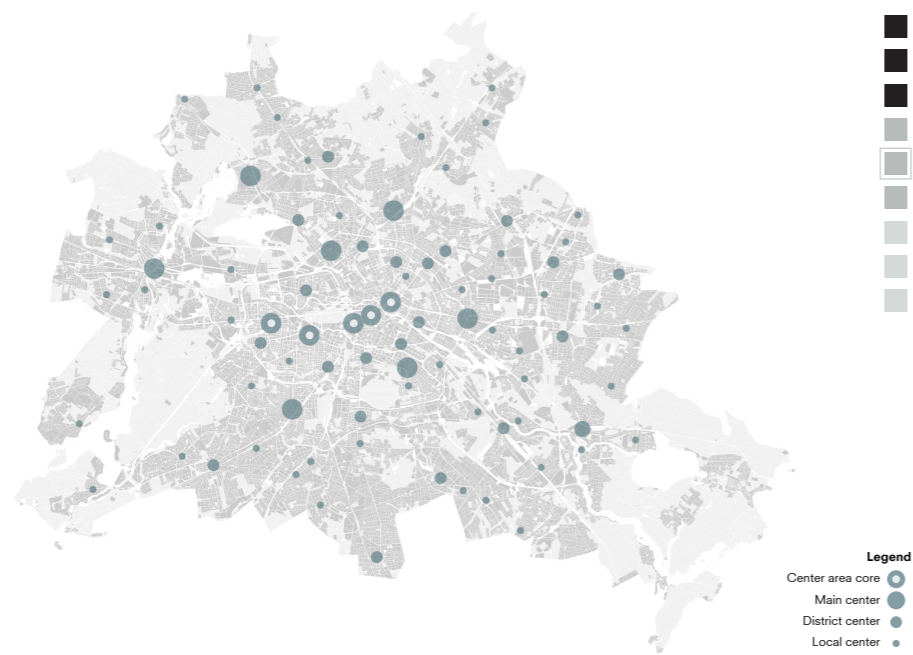 Legend
Center area core
Main center
District center
Local center